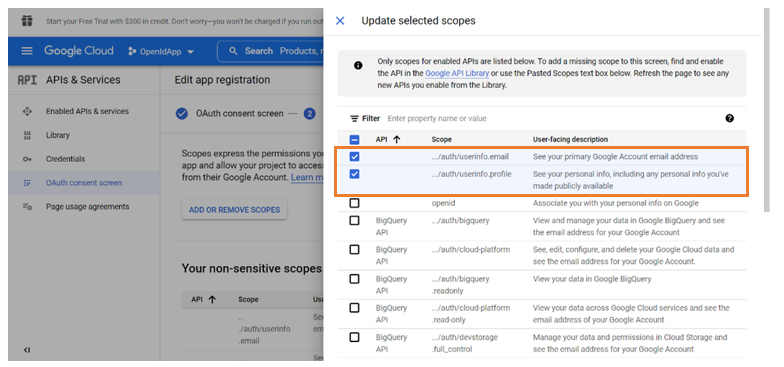 Start your Free Trial with $300 in credit. Don't worry—you won't be charged if you run out
Google Cloud
OpenIdApp
Search Products, r
API APIs & Services
Enabled APIs & services
Library
Credentials
OAuth consent screen
Page usage agreements
Edit app registration
OAuth consent screen — 2
Scopes express the permissions you
app and allow your project to access
from their Google Account. Learn m
ADD OR REMOVE SCOPES
Your non-sensitive scopes
API Scope Use
..
./auth/userinfo See
.email em
Update selected scopes
Only scopes for enabled APIs are listed below. To add a missing scope to this screen, find and enable
the API in the Google API Library or use the Pasted Scopes text box below. Refresh the page to see any
new APIs you enable from the Library.
Filter Enter property name or value
API Scope User-facing description
.../auth/userinfo.email See your primary Google Account email address
.../auth/userinfo.profile See your personal info, including any personal info you've
made publicly available
openid Associate you with your personal info on Google
BigQuery .../auth/bigquery View and manage your data in Google BigQuery and see
API the email address for your Google Account
BigQuery .../auth/cloud-platform See, edit, configure, and delete your Google Cloud data and
API see the email address for your Google Account.
BigQuery .../auth/bigquery View your data in Google BigQuery
API .readonly
BigQuery .../auth/cloud-platform View your data across Google Cloud services and see the
API .read-only email address of your Google Account
BigQuery .../auth/devstorage Manage your data and permissions in Cloud Storage and
API .full_control see the email address for your Google Account